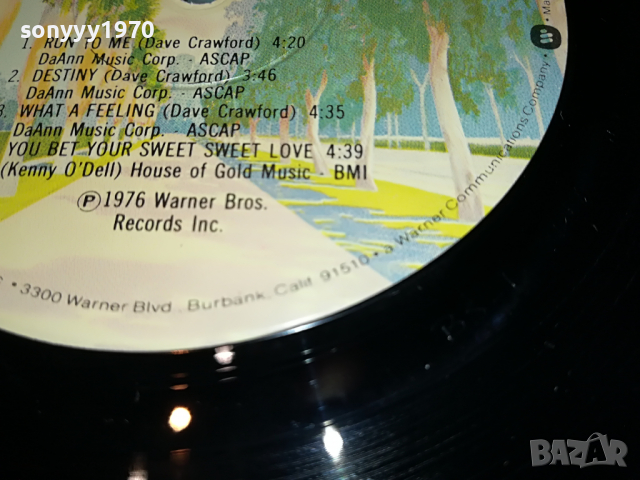 sonyyy1970
1. RUN TO ME (Dave Crawford) 4:20
DaAnn Music Corp. - ASCAP
2. DESTINY (Dave Crawford) 3:46
DaAnn Music Corp. - ASCAP
3. WHAT A FEELING (Dave Crawford) 4:35
DaAnn Music Corp. - ASCAP
YOU BET YOUR SWEET SWEET LOVE 4:39
(Kenny O'Dell) House of Gold Music - BMI
Ⓟ1976 Warner Bros.
Records Inc.
• 3300 Warner Blvd., Burbank, Calif. 91510 • a Warner Communications Company •
BAZAR